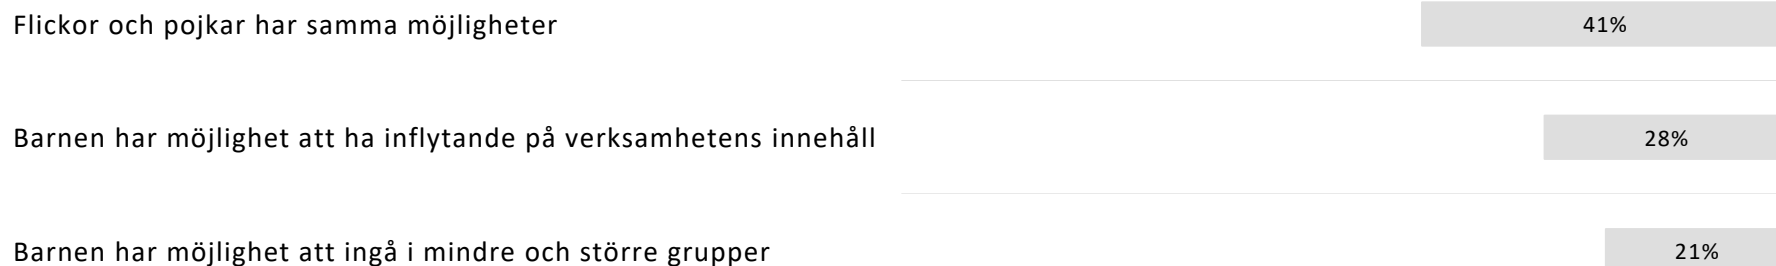 Flickor och pojkar har samma möjligheter 41%
Barnen har möjlighet att ha inflytande på verksamhetens innehåll 28%
Barnen har möjlighet att ingå i mindre och större grupper 21%